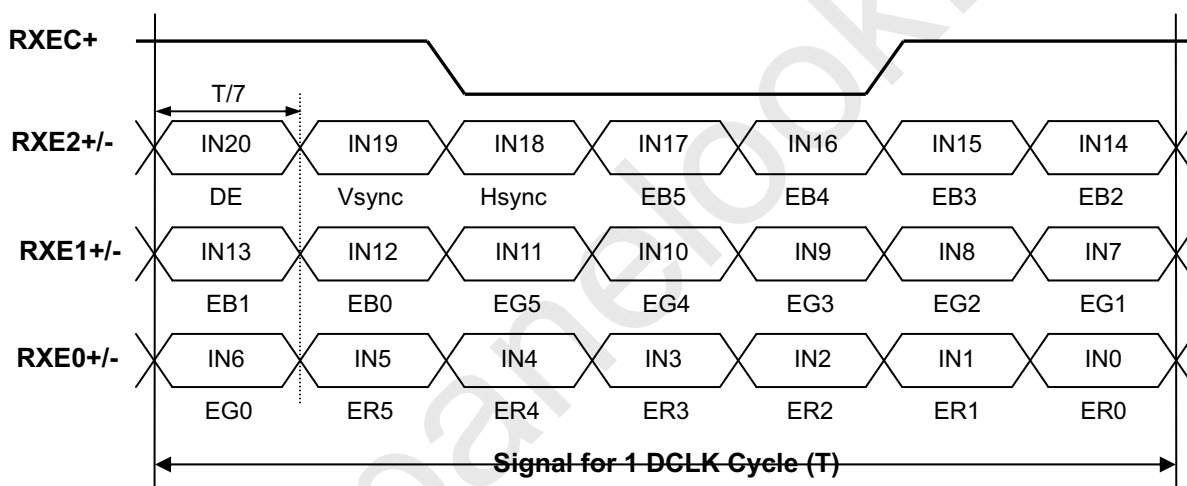 RXEC+
T/7
RXE2+/- IN20 IN19 IN18 IN17 IN16 IN15 IN14
DE Vsync Hsync EB5 EB4 EB3 EB2
RXE1+/- IN13 IN12 IN11 IN10 IN9 IN8 IN7
EB1 EB0 EG5 EG4 EG3 EG2 EG1
RXE0+/- IN6 IN5 IN4 IN3 IN2 IN1 IN0
EG0 ER5 ER4 ER3 ER2 ER1 ER0
Signal for 1 DCLK Cycle (T)
panelook.